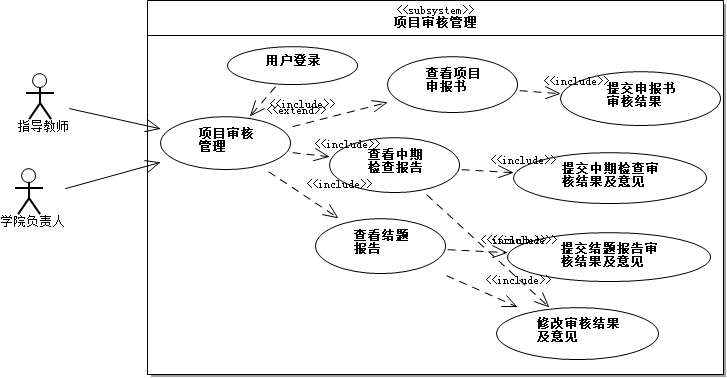 <<subsystem>>
项目审核管理
用户登录
查看项目
申报书
<<include>>
提交申报书
审核结果
<<include>>
<<extend>>
指导教师
项目审核
管理
<<include>>
查看中期
检查报告
<<include>>
提交中期检查审
核结果及意见
<<include>>
学院负责人
查看结题
报告
<<include>>
提交结题报告审
核结果及意见
<<include>>
修改审核结果
及意见